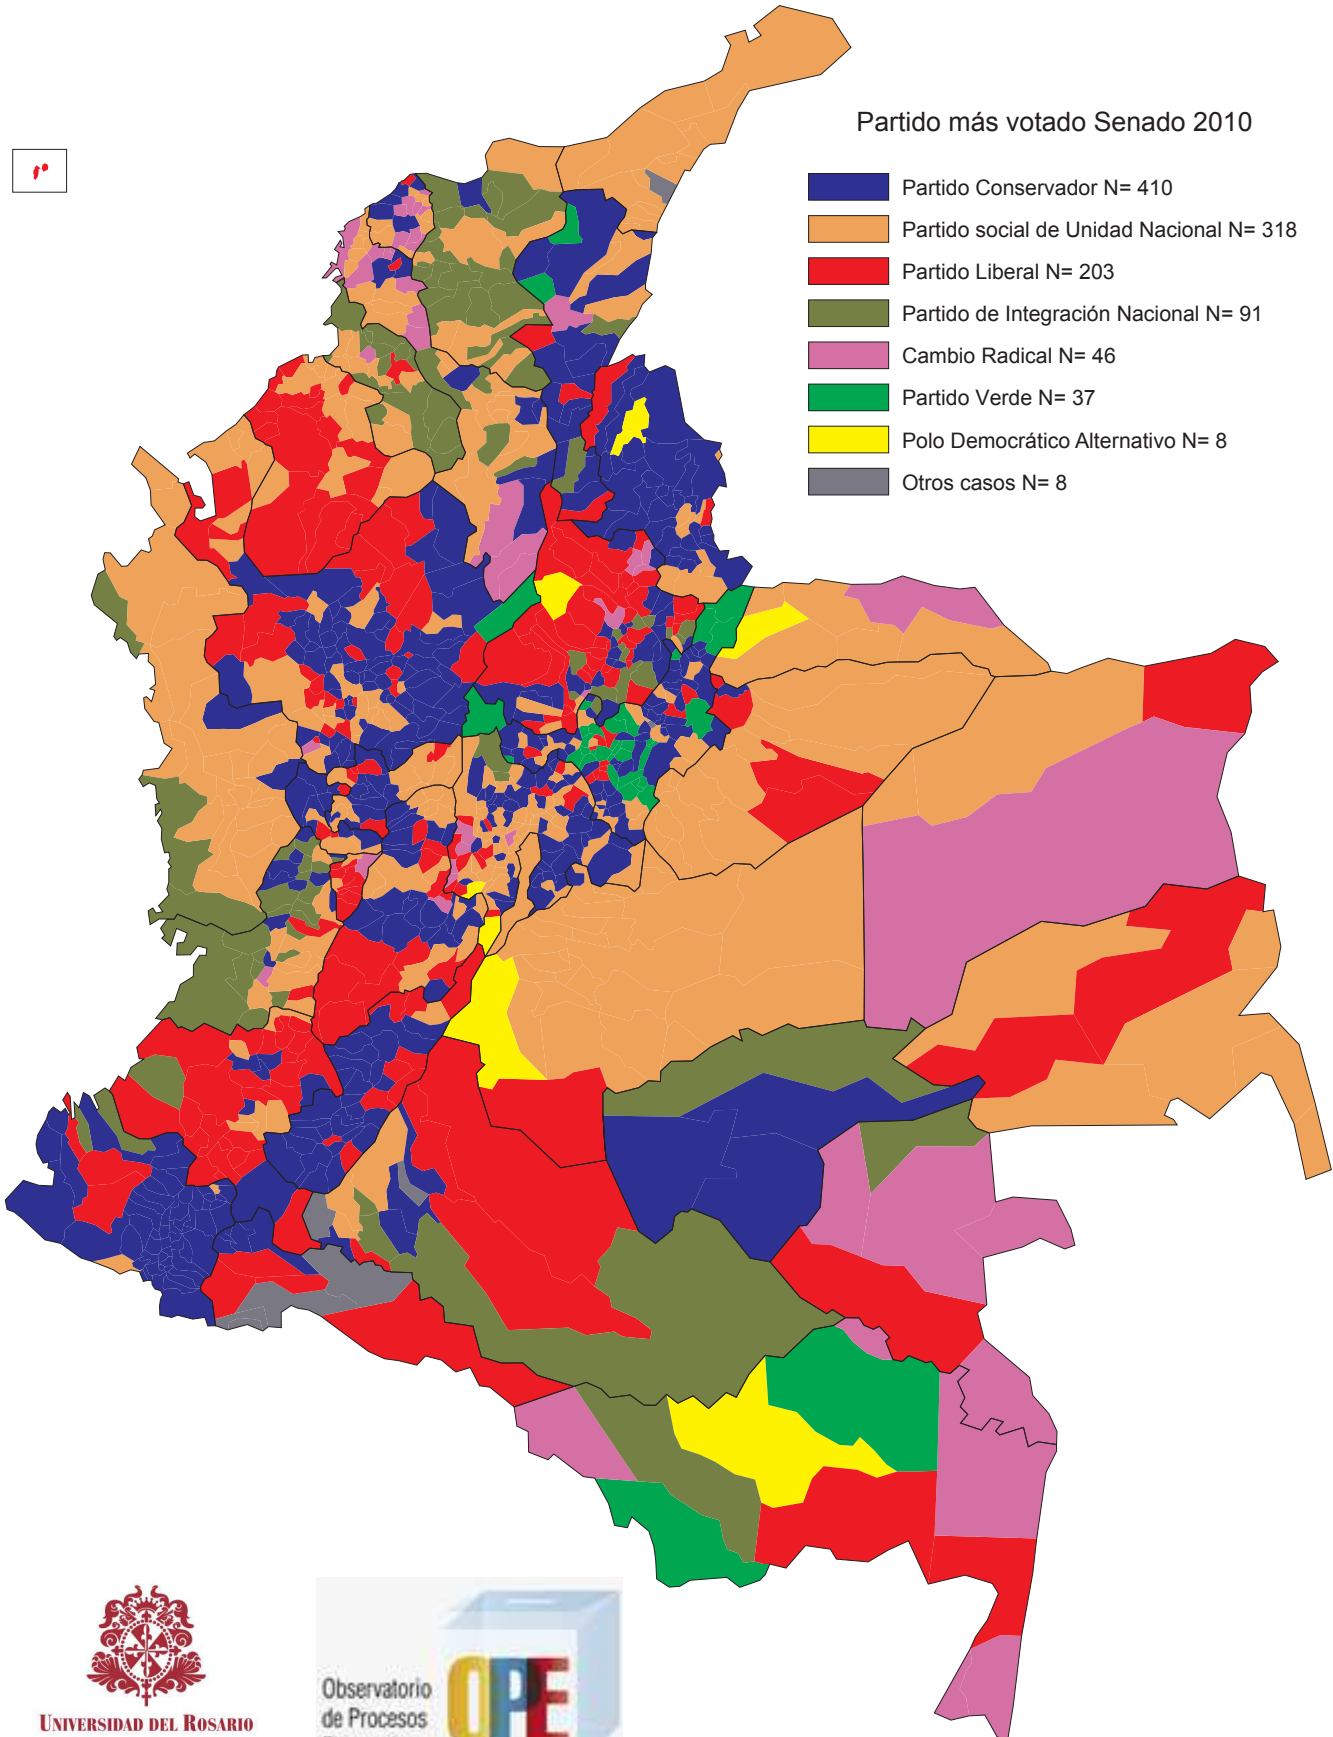 Partido más votado Senado 2010
Partido Conservador N= 410
Partido social de Unidad Nacional N= 318
Partido Liberal N= 203
Partido de Integración Nacional N= 91
Cambio Radical N= 46
Partido Verde N= 37
Polo Democrático Alternativo N= 8
Otros casos N= 8
UNIVERSIDAD DEL ROSARIO
Observatorio
de Procesos
OPE